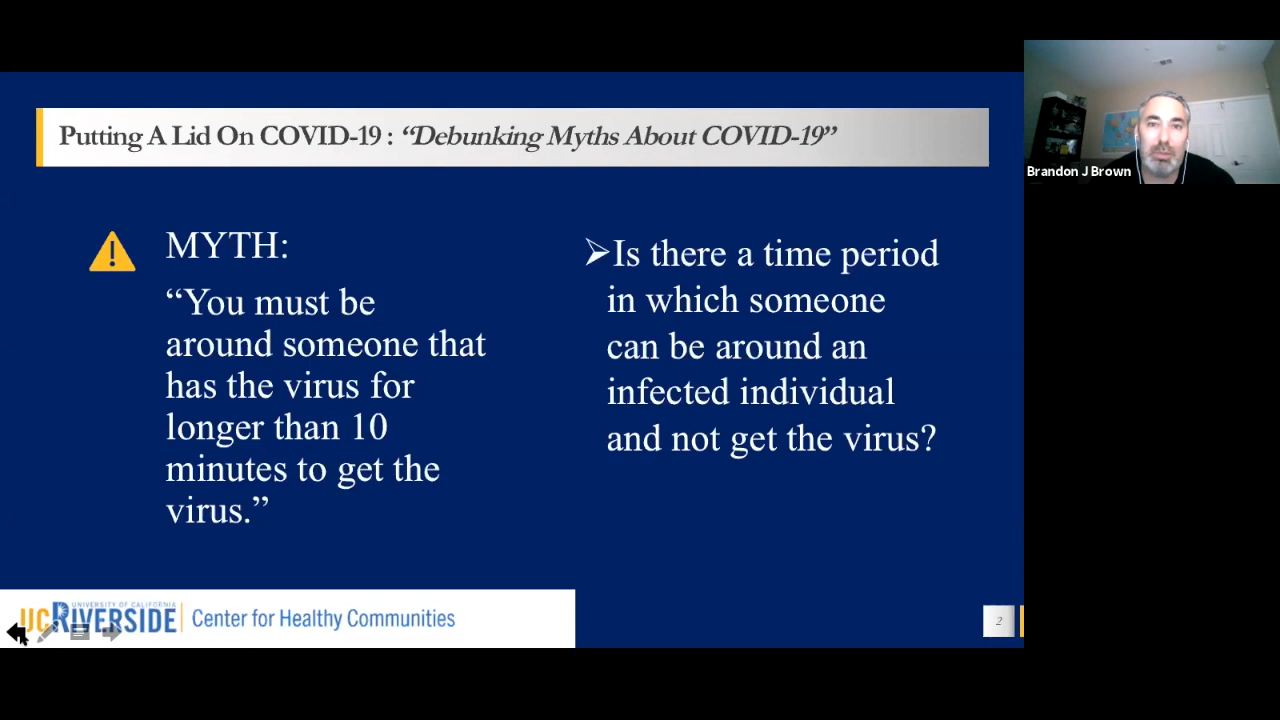 Putting A Lid On COVID-19 : “Debunking Myths About COVID-19”
MYTH:
“You must be
around someone that
has the virus for
longer than 10
minutes to get the
virus.”
➢Is there a time period
in which someone
can be around an
infected individual
and not get the virus?
UNIVERSITY OF CALIFORNIA
UCRIVERSIDE
Center for Healthy Communities
2
Brandon J Brown